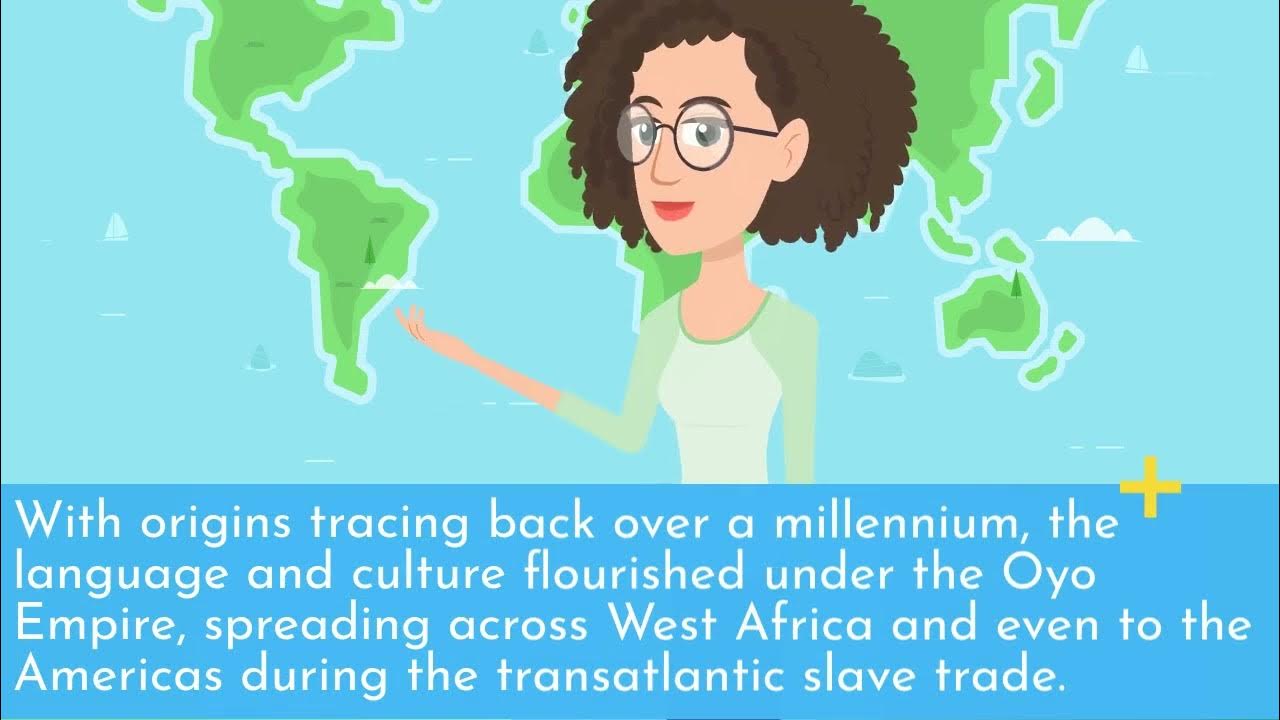 With origins tracing back over a millennium, the
language and culture flourished under the Oyo
Empire, spreading across West Africa and even to the
Americas during the transatlantic slave trade.